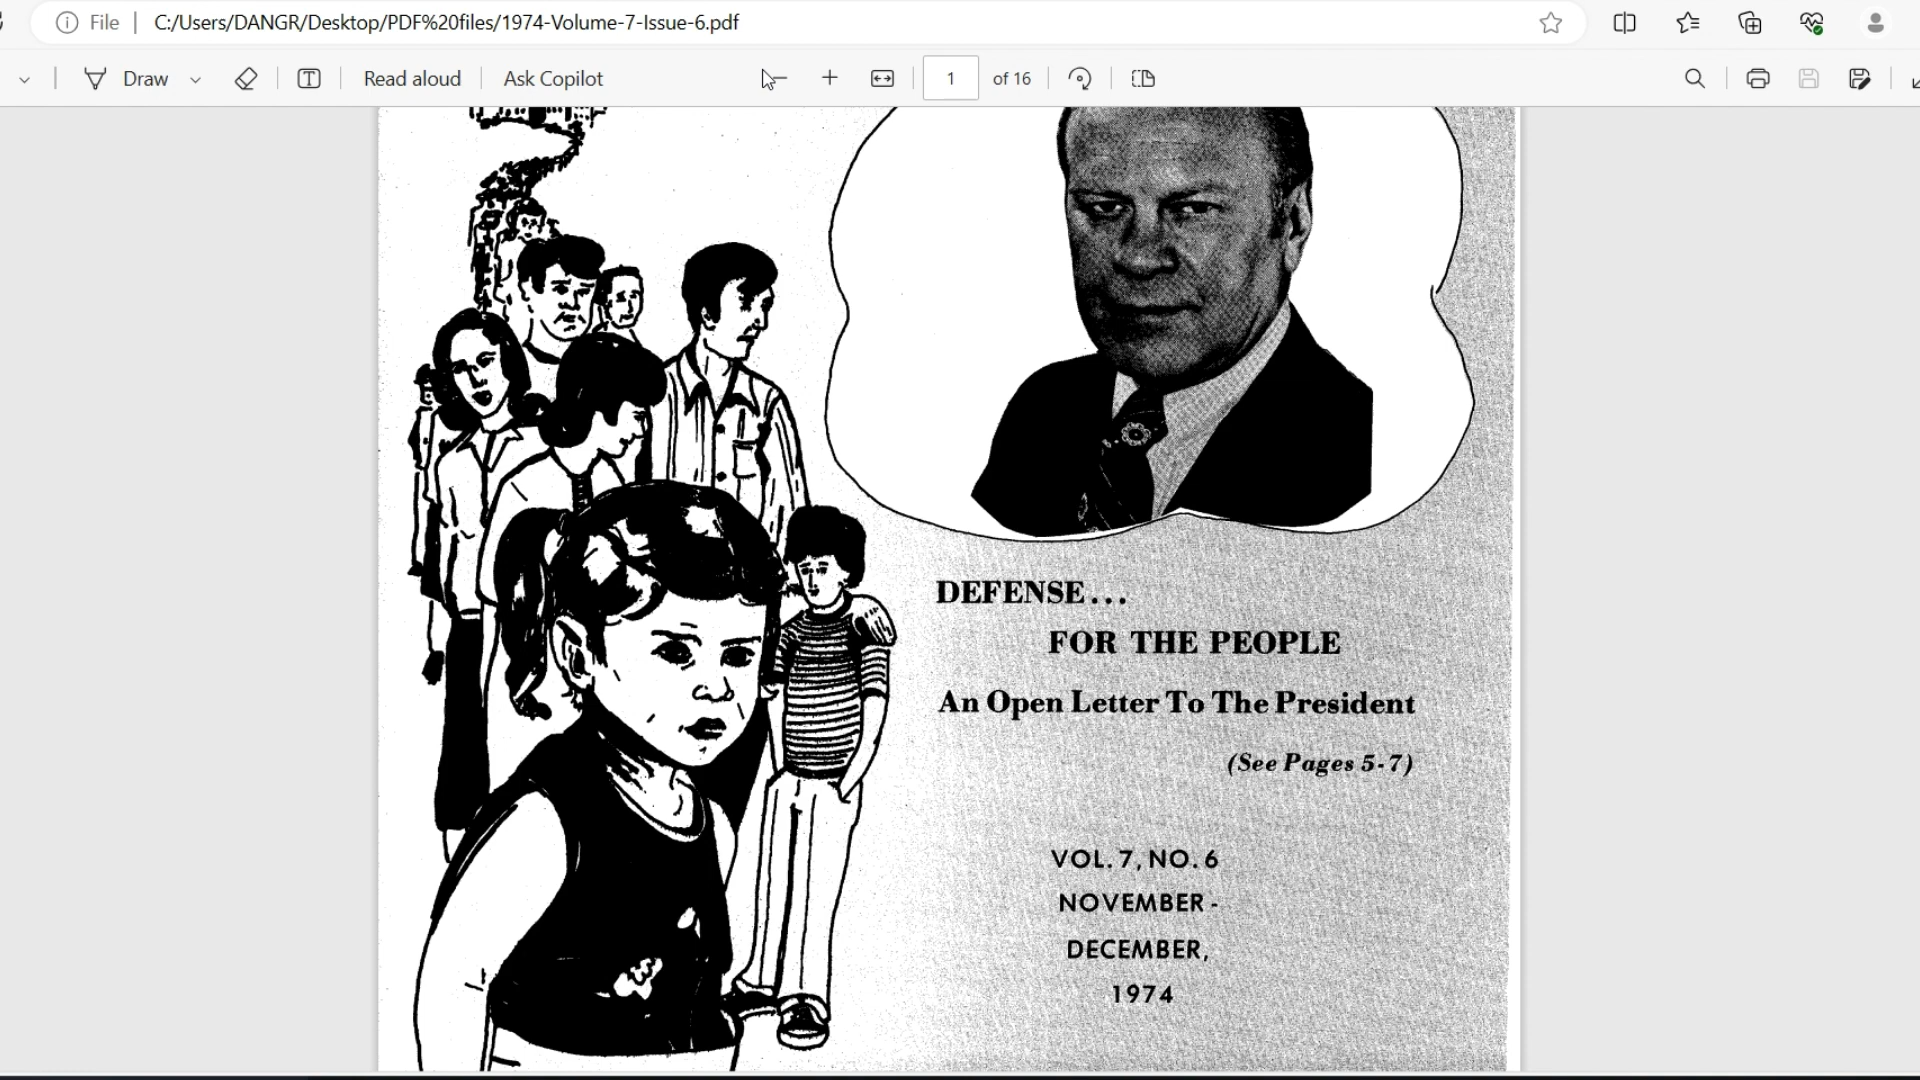 File
C:/Users/DANGR/Desktop/PDF%20files/1974-Volume-7-Issue-6.pdf
Draw
Read aloud
Ask Copilot
1 of 16
DEFENSE...
FOR THE PEOPLE
An Open Letter To The President
(See Pages 5-7)
VOL. 7, NO. 6
NOVEMBER -
DECEMBER,
1974